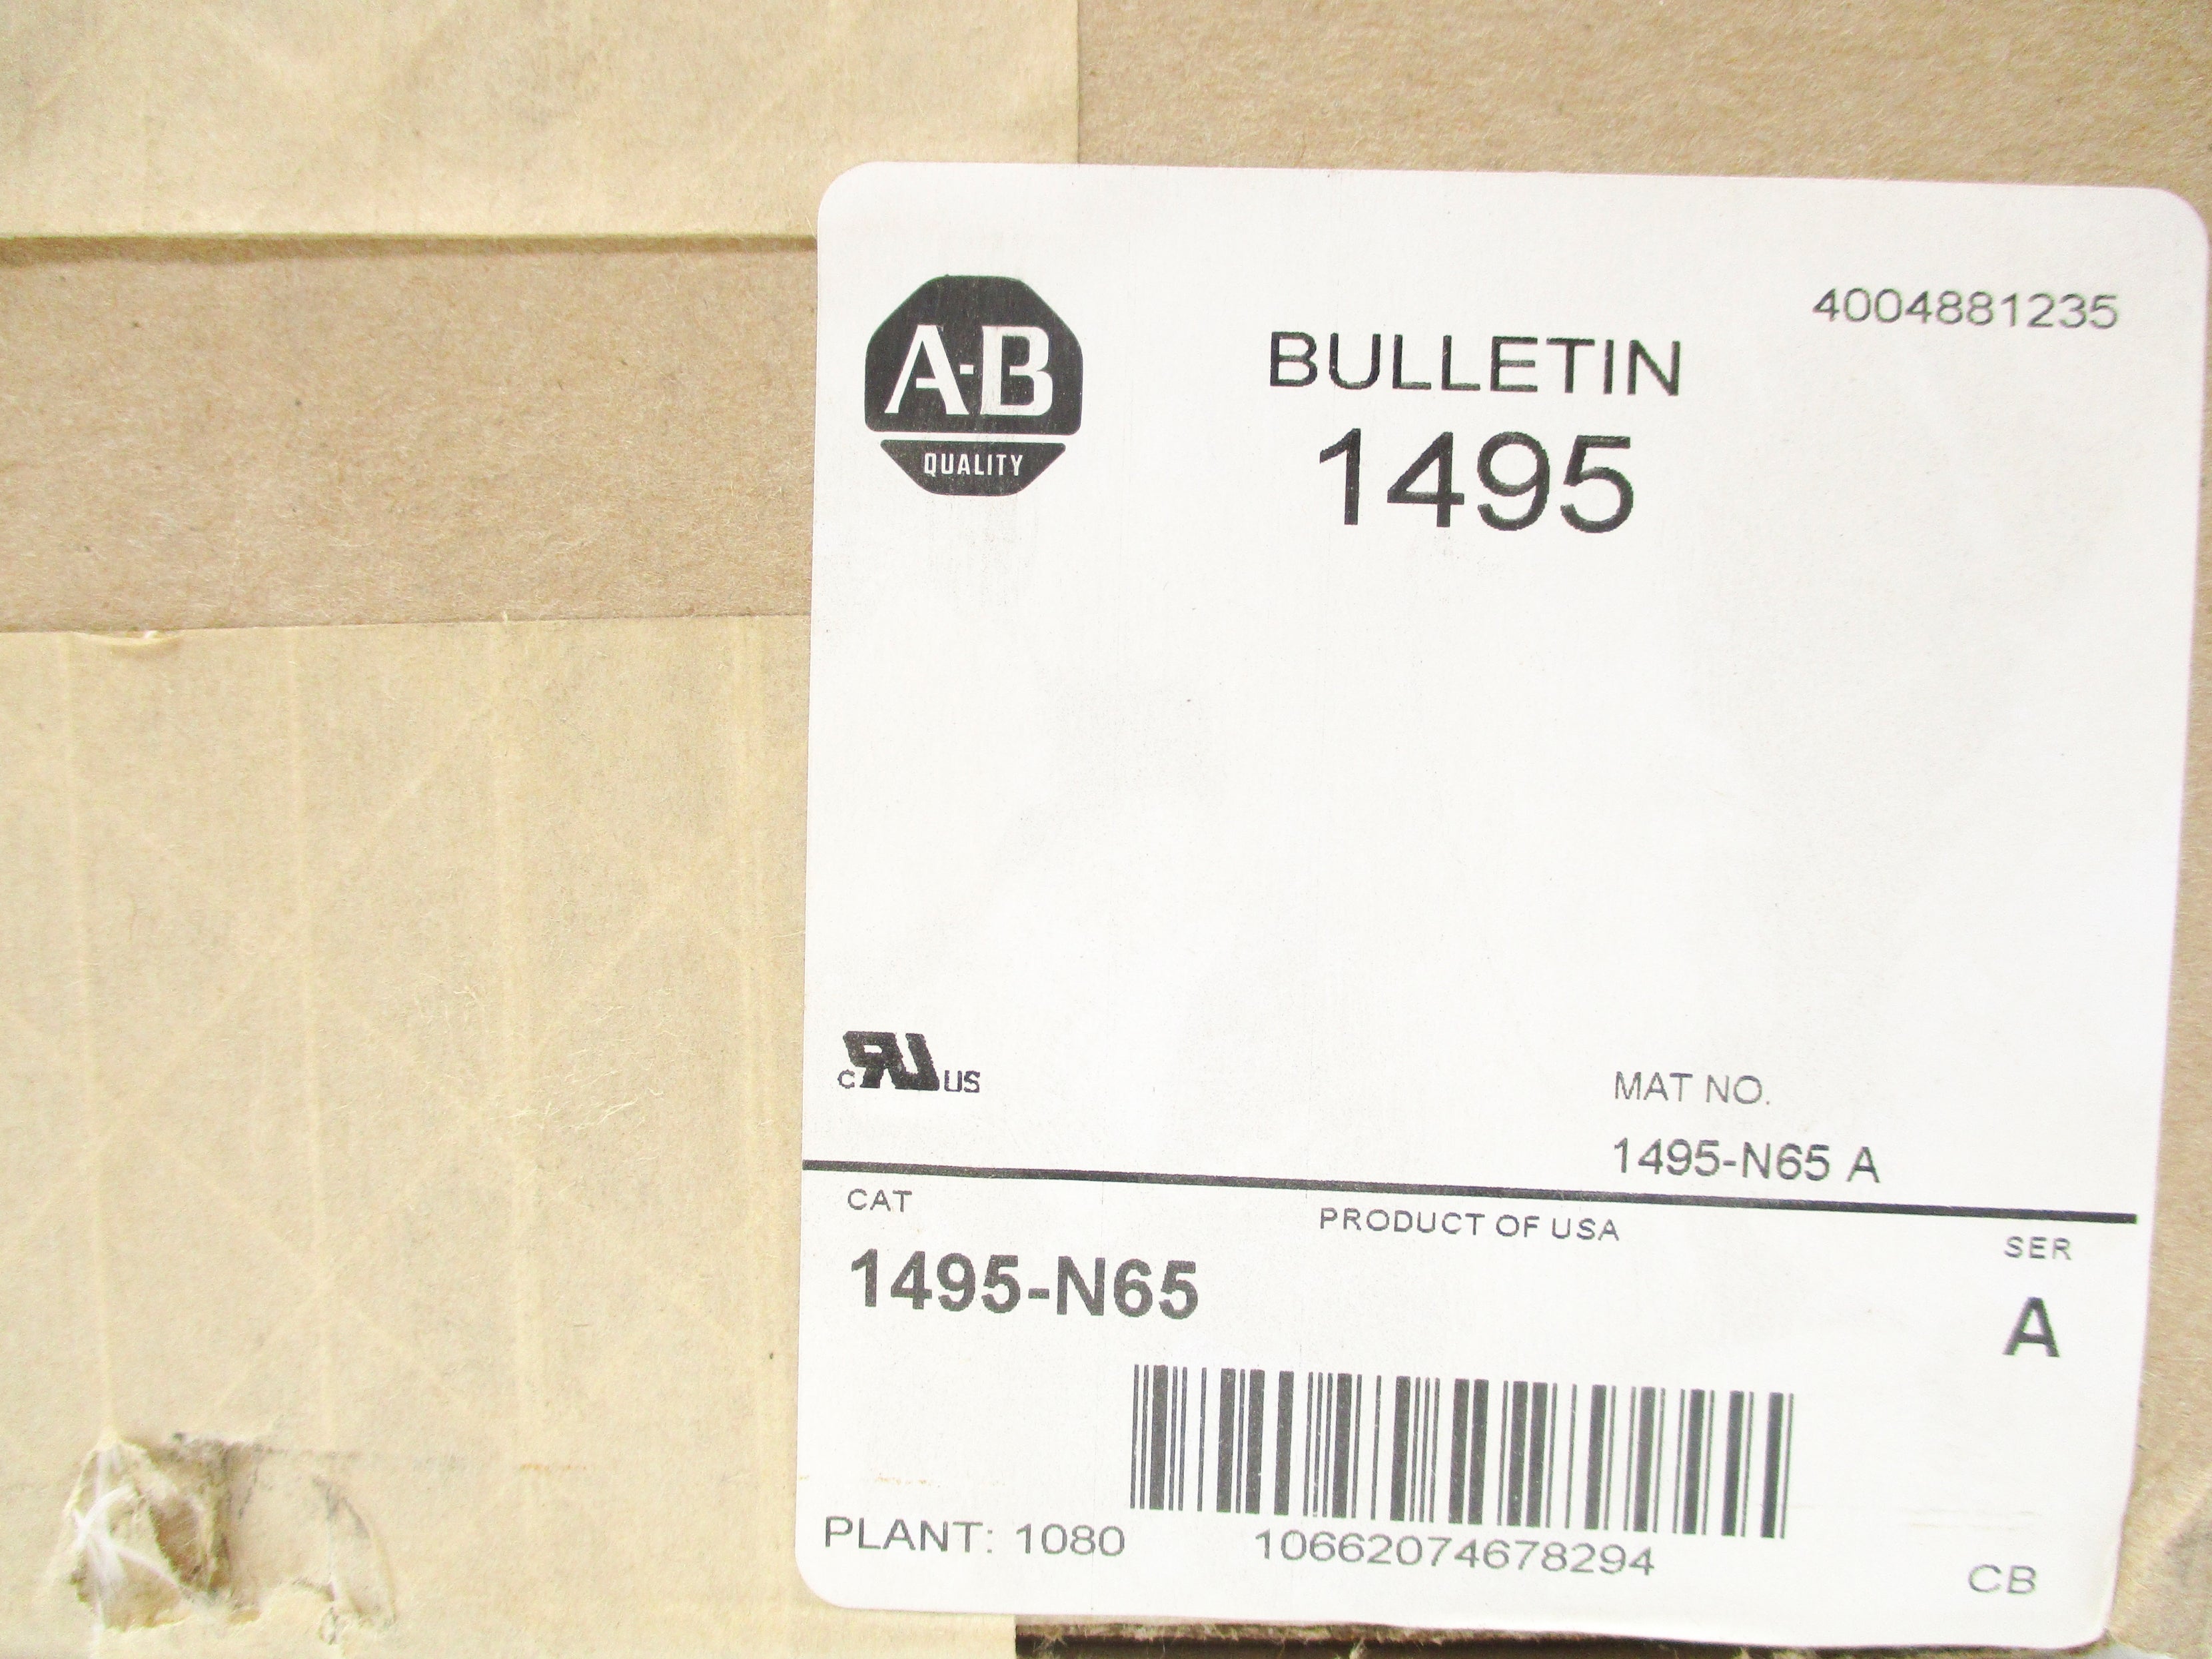 A-B
QUALITY
4004881235
BULLETIN
1495
c RU US
MAT NO.
1495-N65 A
CAT
PRODUCT OF USA
SER
1495-N65
A
PLANT: 1080
10662074678294
CB